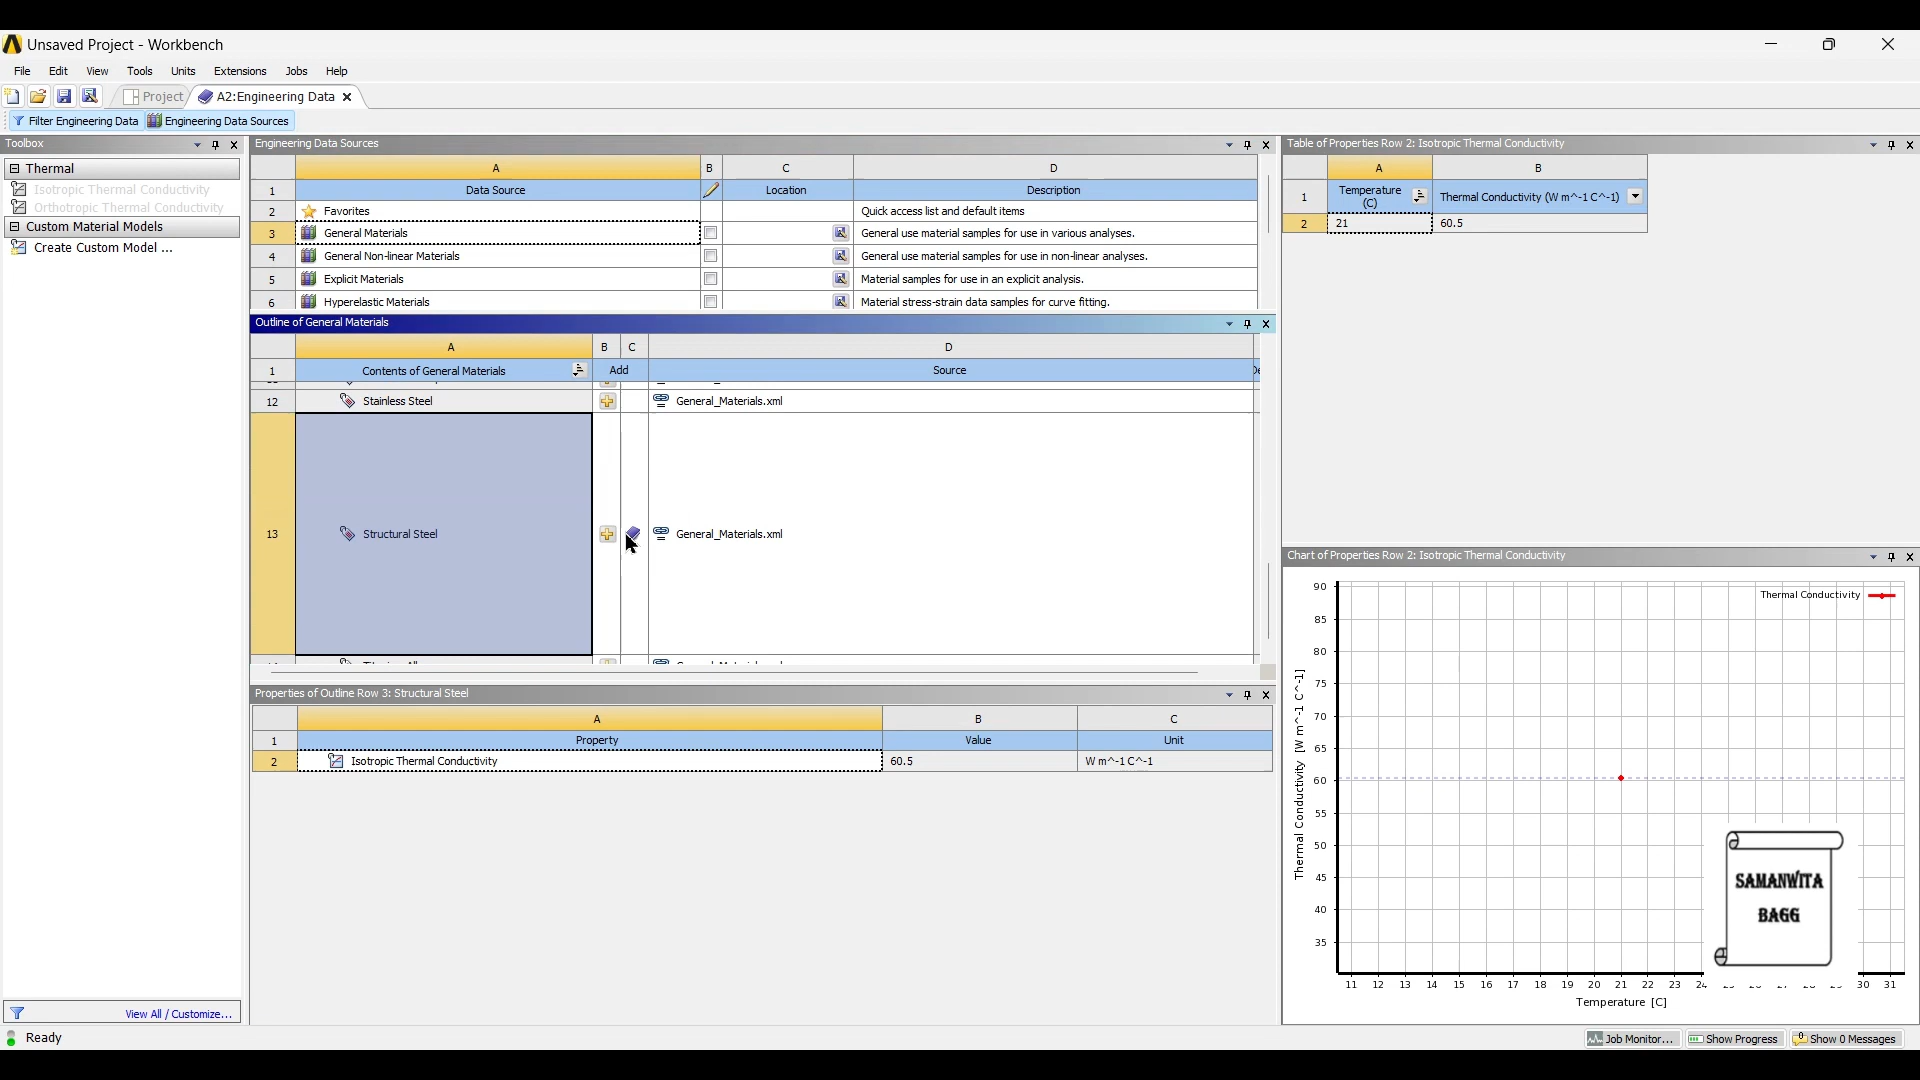 Unsaved Project - Workbench
File Edit View Tools Units Extensions Jobs Help
Project A2:Engineering Data
Filter Engineering Data Engineering Data Sources
Toolbox
Thermal
Isotropic Thermal Conductivity
Orthotropic Thermal Conductivity
Custom Material Models
Create Custom Model ...
View All / Customize...
Engineering Data Sources
A B C D
1 Data Source Location Description
2 Favorites Quick access list and default items
3 General Materials General use material samples for use in various analyses.
4 General Non-linear Materials General use material samples for use in non-linear analyses.
5 Explicit Materials Material samples for use in an explicit analysis.
6 Hyperelastic Materials Material stress-strain data samples for curve fitting.
Outline of General Materials
A B C D
1 Contents of General Materials Add Source
12 Stainless Steel General_Materials.xml
13 Structural Steel General_Materials.xml
Properties of Outline Row 3: Structural Steel
A B C
1 Property Value Unit
2 Isotropic Thermal Conductivity 60.5 W m^-1 C^-1
Table of Properties Row 2: Isotropic Thermal Conductivity
A B
1 Temperature (C) Thermal Conductivity (W m^-1 C^-1)
2 21 60.5
Chart of Properties Row 2: Isotropic Thermal Conductivity
Thermal Conductivity
90
85
80
75
70
65
60
55
50
45
40
35
Thermal Conductivity [W m^-1 C^-1]
11 12 13 14 15 16 17 18 19 20 21 22 23 30 31
Temperature [C]
SAMANWITA
BAGG
Ready
Job Monitor... Show Progress Show 0 Messages